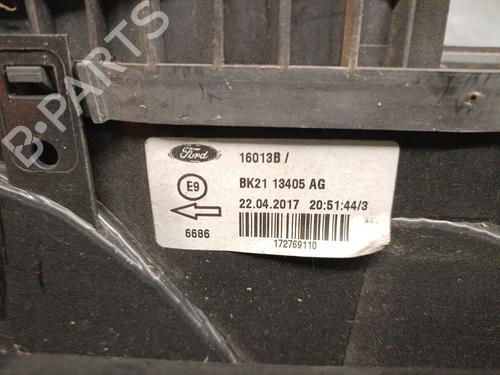 B-PARTS
Ford
16013B /
E9
BK21 13405 AG
22.04.2017 20:51:44/3
6686
172769110